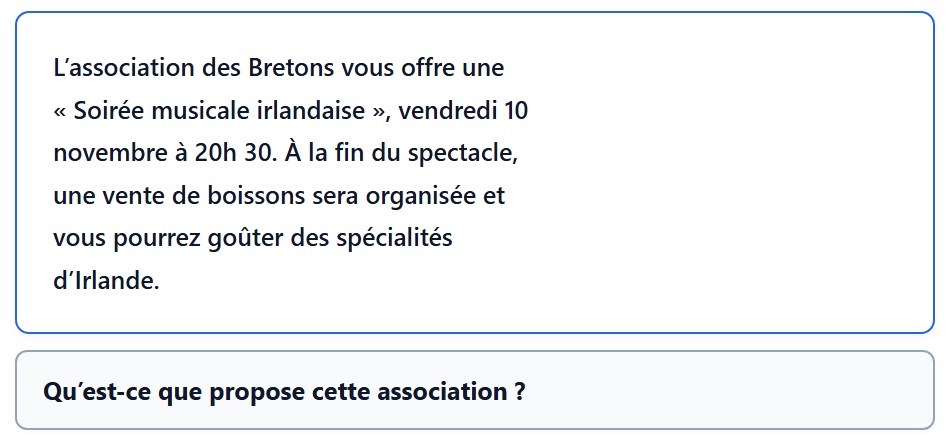 L’association des Bretons vous offre une
« Soirée musicale irlandaise », vendredi 10
novembre à 20h 30. À la fin du spectacle,
une vente de boissons sera organisée et
vous pourrez goûter des spécialités
d’Irlande.
Qu’est-ce que propose cette association ?